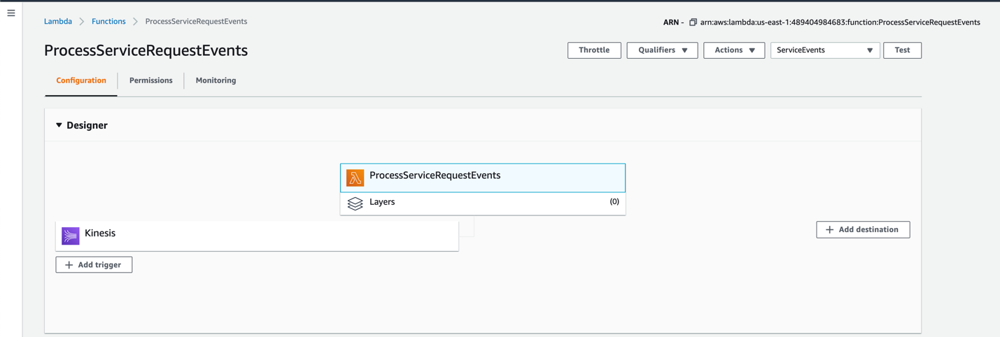 Lambda Functions ProcessServiceRequestEvents
ARN - arn:aws:lambda:us-east-1:489404984683:function:ProcessServiceRequestEvents
ProcessServiceRequestEvents
Throttle Qualifiers Actions ServiceEvents Test
Configuration Permissions Monitoring
Designer
ProcessServiceRequestEvents
Layers (0)
Kinesis
Add destination
Add trigger